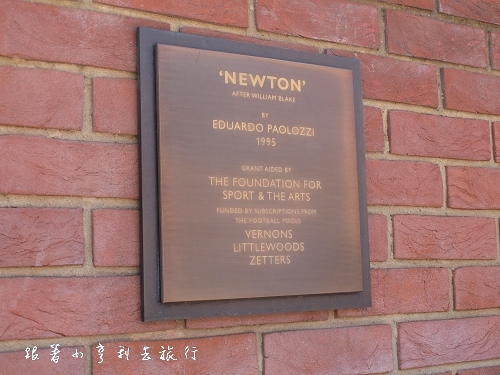 'NEWTON'
AFTER WILLIAM BLAKE
BY
EDUARDO PAOLOZZI
1995
GRANT AIDED BY
THE FOUNDATION FOR
SPORT & THE ARTS
FUNDED BY SUBSCRIPTIONS FROM
THE FOOTBALL POOLS
VERNONS
LITTLEWOODS
ZETTERS
跟著小亨利去旅行